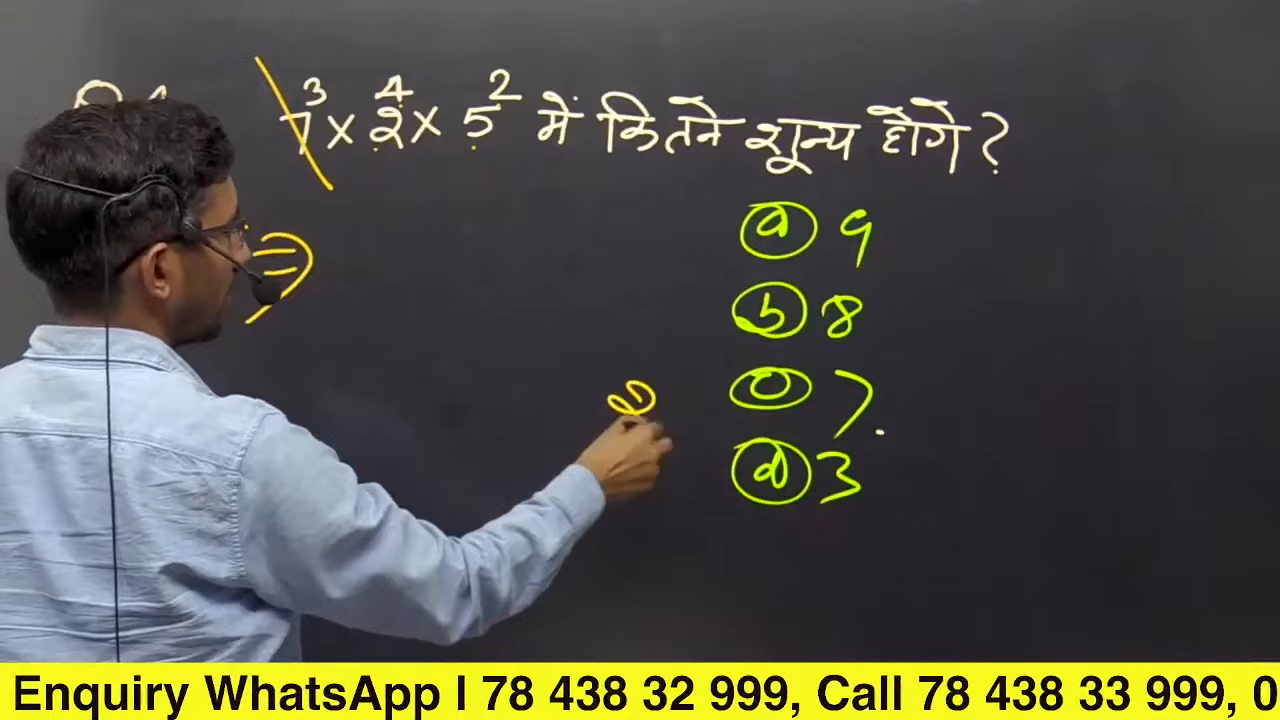 7³ × 2⁴ × 5² में कितने शून्य होंगे ?
ⓐ 9
ⓑ 8
ⓒ 7
ⓓ 3
Enquiry WhatsApp I 78 438 32 999, Call 78 438 33 999, 0